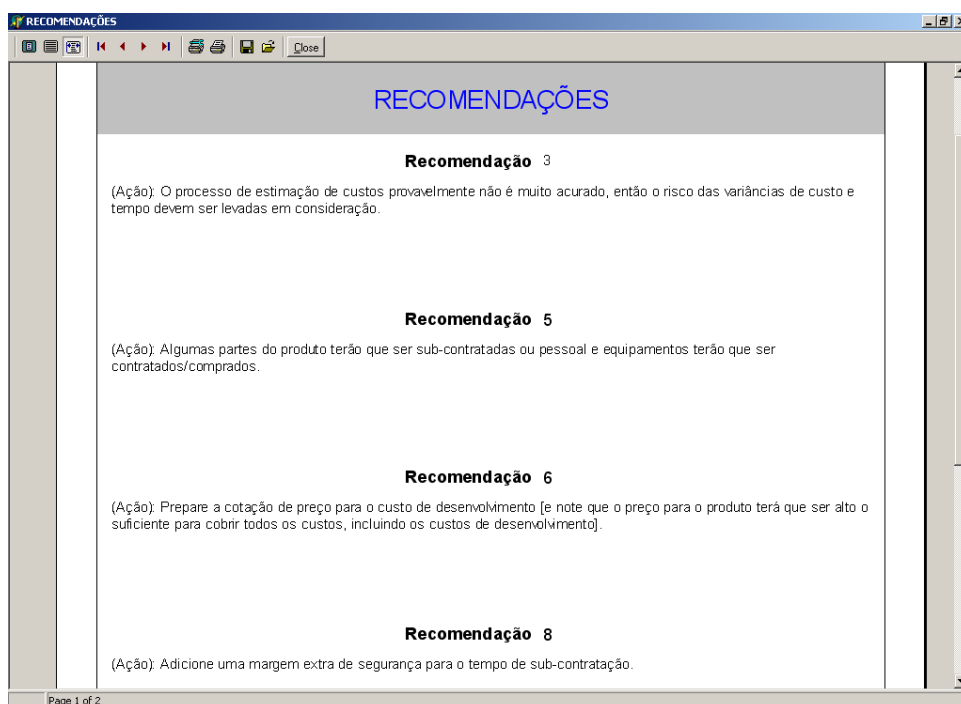 RECOMENDAÇÕES
Close
RECOMENDAÇÕES
Recomendação 3
(Ação): O processo de estimação de custos provavelmente não é muito acurado, então o risco das variâncias de custo e
tempo devem ser levadas em consideração.
Recomendação 5
(Ação): Algumas partes do produto terão que ser sub-contratadas ou pessoal e equipamentos terão que ser
contratados/comprados.
Recomendação 6
(Ação): Prepare a cotação de preço para o custo de desenvolvimento [e note que o preço para o produto terá que ser alto o
suficiente para cobrir todos os custos, incluindo os custos de desenvolvimento].
Recomendação 8
(Ação): Adicione uma margem extra de segurança para o tempo de sub-contratação.
Page 1 of 2